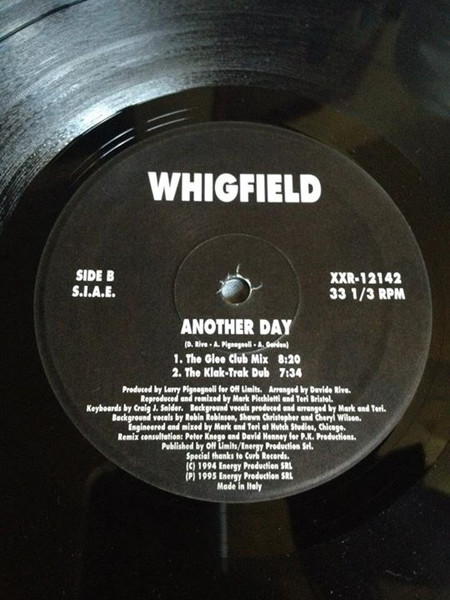 WHIGFIELD
SIDE B
S.I.A.E.
XXR-12142
33 1/3 RPM
ANOTHER DAY
(D. Riva - A. Pignagnoli - A. Gordon)
1. The Glee Club Mix 8:20
2. The Klak-Trak Dub 7:34
Produced by Larry Pignagnoli for Off Limits. Arranged by Davide Riva.
Reproduced and remixed by Mark Picchiotti and Teri Bristol.
Keyboards by Craig J. Snider. Background vocals produced and arranged by Mark and Teri.
Background vocals by Robin Robinson, Shawn Christopher and Cheryl Wilson.
Engineered and mixed by Mark and Teri at Hutch Studios, Chicago.
Remix consultation: Peter Knego and David Henney for P.K. Productions.
Published by Off Limits/Energy Production Srl.
Special thanks to Curb Records.
(C) 1994 Energy Production SRL
(P) 1995 Energy Production SRL
Made in Italy